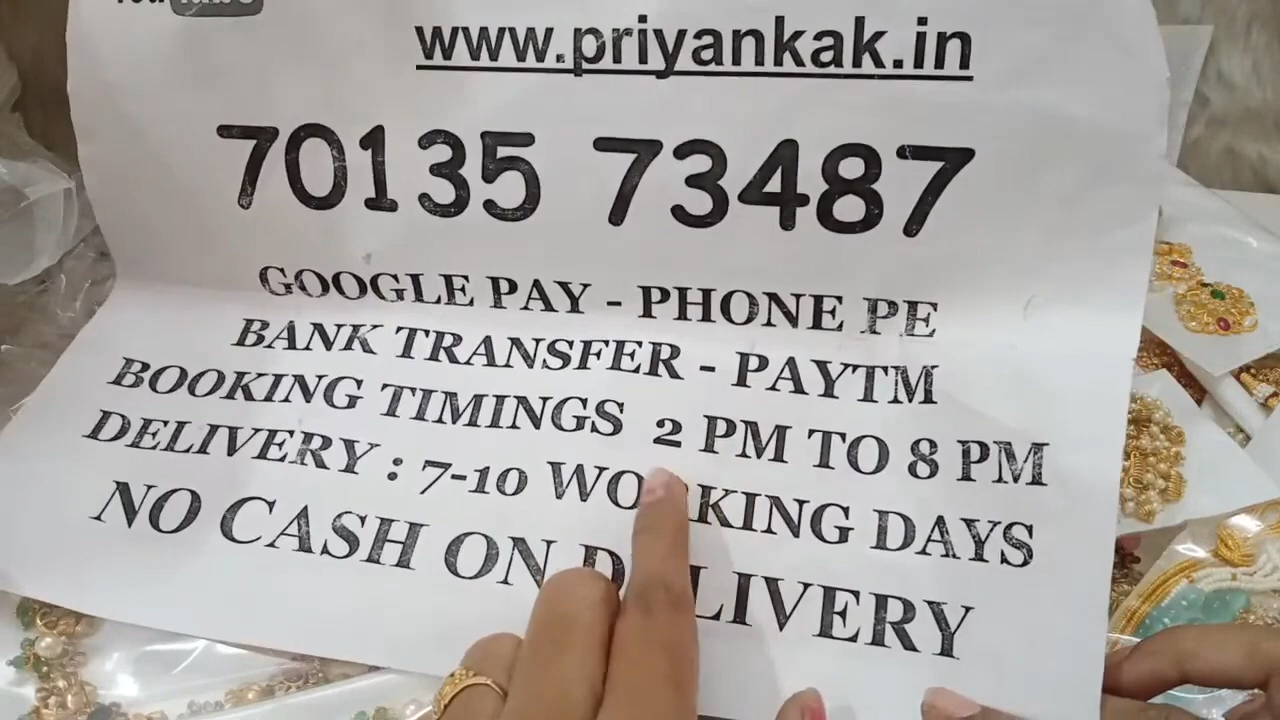 YouTube
www.priyankak.in
70135 73487
GOOGLE PAY - PHONE PE
BANK TRANSFER - PAYTM
BOOKING TIMINGS 2 PM TO 8 PM
DELIVERY : 7-10 WORKING DAYS
NO CASH ON DELIVERY